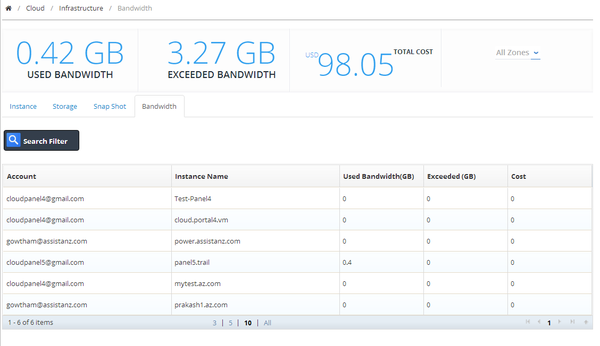 / Cloud / Infrastructure / Bandwidth
0.42 GB
USED BANDWIDTH
3.27 GB
EXCEEDED BANDWIDTH
USD 98.05 TOTAL COST
All Zones
Instance Storage Snap Shot Bandwidth
Search Filter
Account Instance Name Used Bandwidth(GB) Exceeded (GB) Cost
cloudpanel4@gmail.com Test-Panel4 0 0 0
cloudpanel4@gmail.com cloud.portal4.vm 0 0 0
gowtham@assistanz.com power.assistanz.com 0 0 0
cloudpanel5@gmail.com panel5.trail 0.4 0 0
cloudpanel4@gmail.com mytest.az.com 0 0 0
gowtham@assistanz.com prakash1.az.com 0 0 0
1 - 6 of 6 items 3 | 5 | 10 | All 1